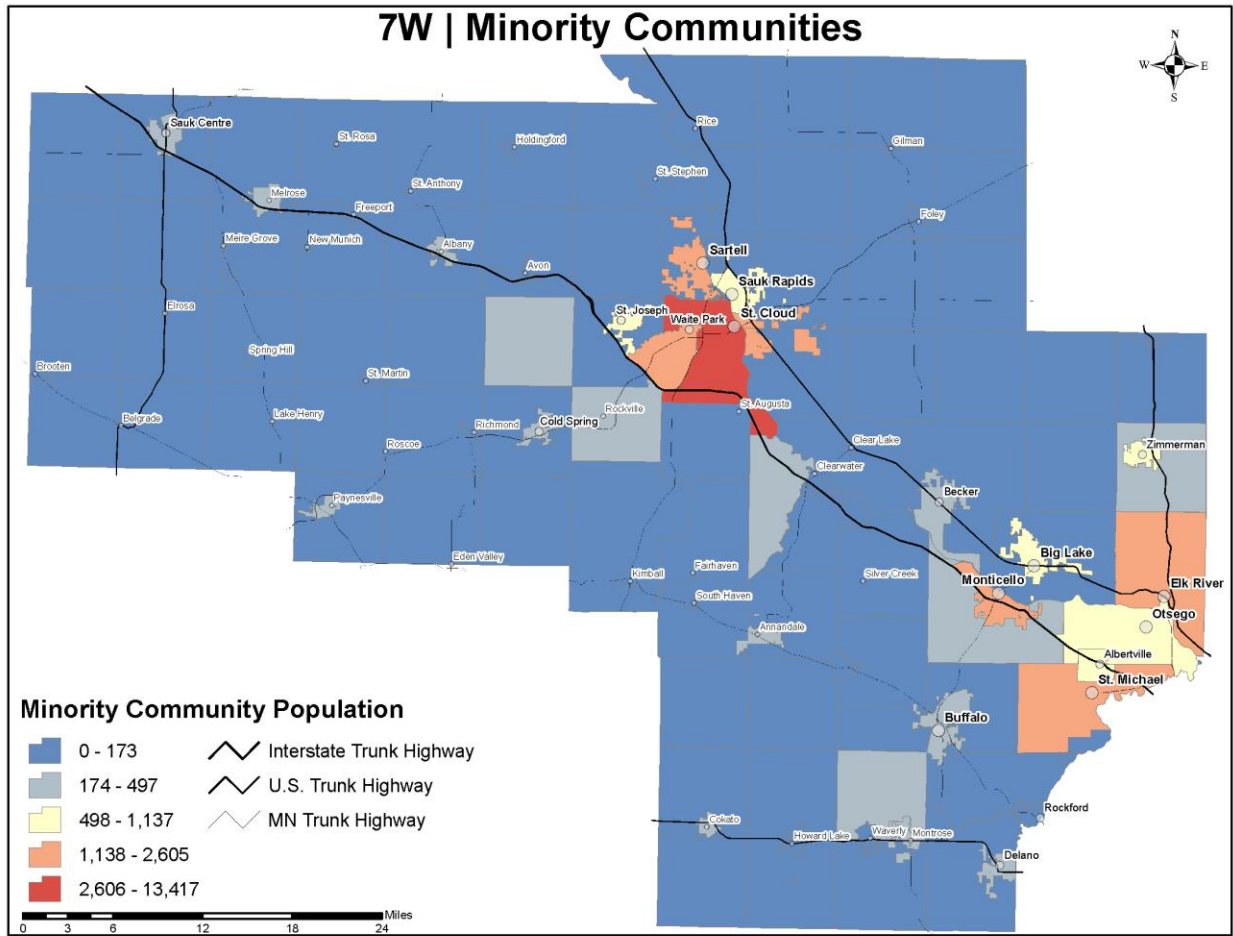 7W | Minority Communities
N
W E
S
Sauk Centre
St. Rosa
Holdingford
Rice
Gilman
St. Stephen
Melrose
St. Anthony
Freeport
Foley
Meire Grove
New Munich
Albany
Avon
Sartell
Sauk Rapids
Elrosa
St. Joseph
Waite Park
St. Cloud
Spring Hill
Brooten
St. Martin
Belgrade
Lake Henry
Richmond
Cold Spring
Rockville
St. Augusta
Roscoe
Clear Lake
Zimmerman
Clearwater
Paynesville
Becker
Eden Valley
Big Lake
Kimball
Fairhaven
Silver Creek
Monticello
Elk River
South Haven
Otsego
Annandale
Albertville
St. Michael
Buffalo
Rockford
Cokato
Howard Lake
Waverly
Montrose
Delano
Minority Community Population
0 - 173
Interstate Trunk Highway
174 - 497
U.S. Trunk Highway
498 - 1,137
MN Trunk Highway
1,138 - 2,605
2,606 - 13,417
Miles
0 3 6 12 18 24